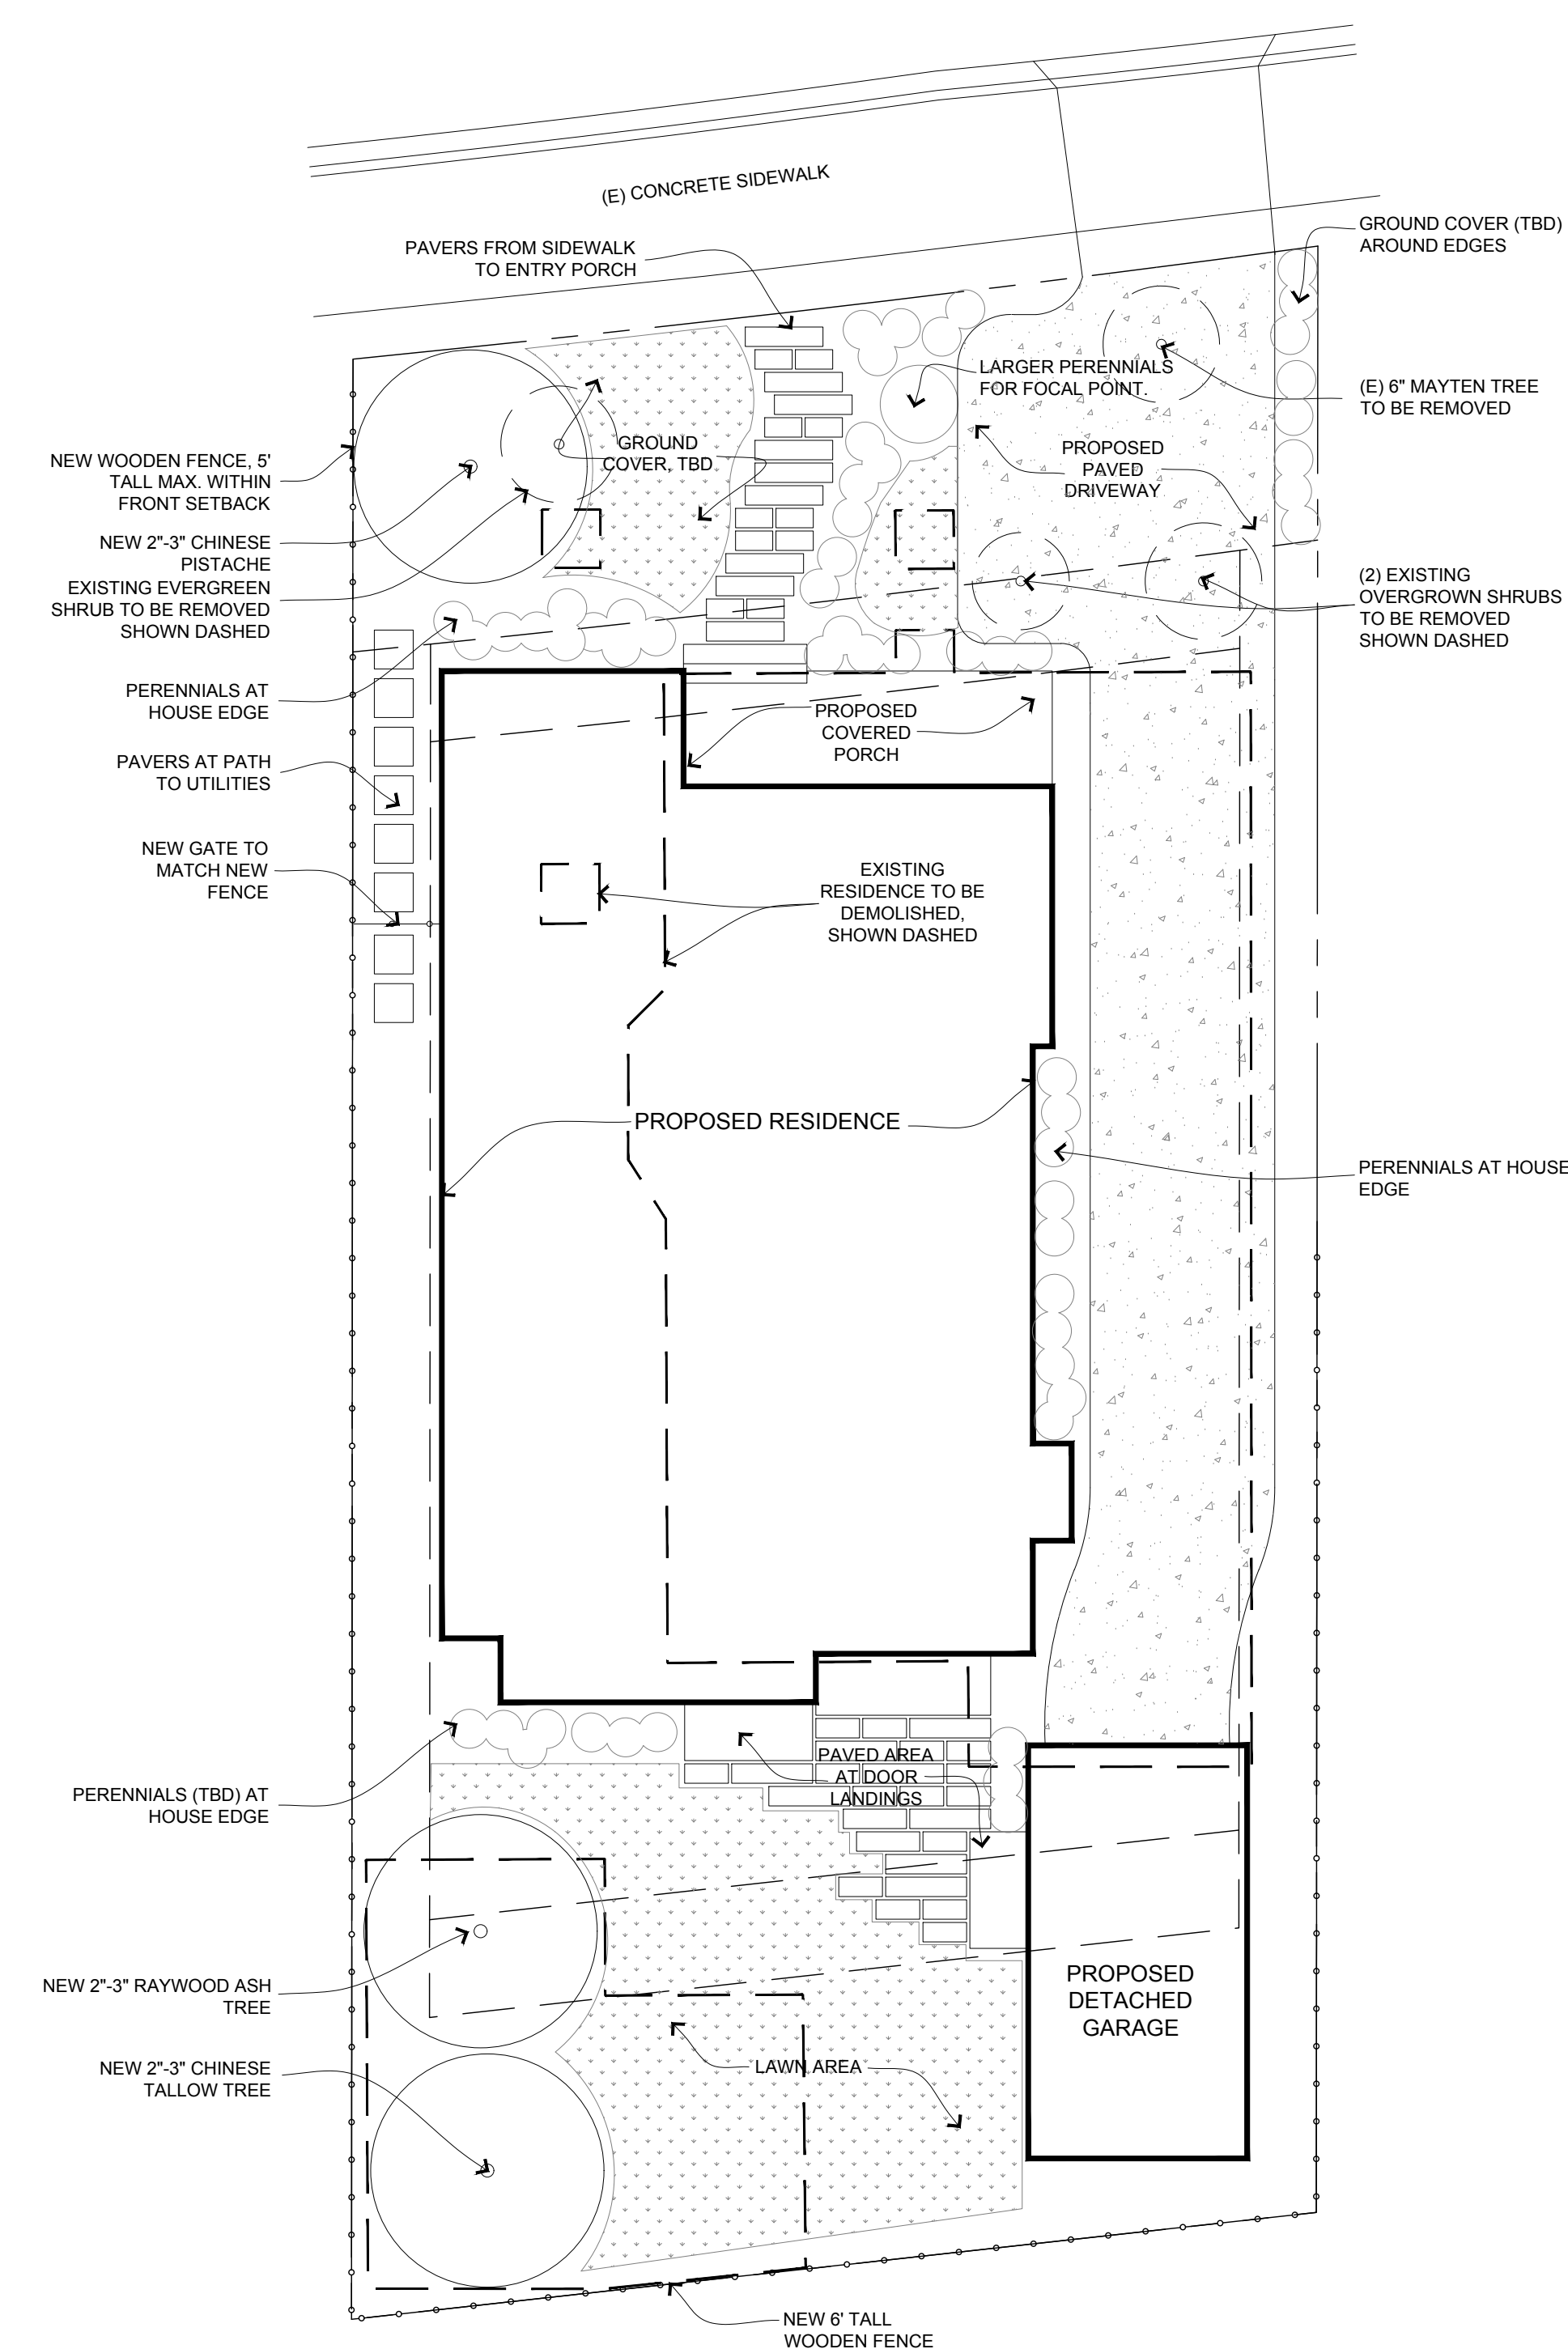 (E) CONCRETE SIDEWALK
PAVERS FROM SIDEWALK
TO ENTRY PORCH
GROUND COVER (TBD)
AROUND EDGES
LARGER PERENNIALS
FOR FOCAL POINT.
(E) 6" MAYTEN TREE
TO BE REMOVED
GROUND
COVER, TBD
PROPOSED
PAVED
DRIVEWAY
NEW WOODEN FENCE, 5'
TALL MAX. WITHIN
FRONT SETBACK
NEW 2"-3" CHINESE
PISTACHE
EXISTING EVERGREEN
SHRUB TO BE REMOVED
SHOWN DASHED
(2) EXISTING
OVERGROWN SHRUBS
TO BE REMOVED
SHOWN DASHED
PERENNIALS AT
HOUSE EDGE
PROPOSED
COVERED
PORCH
PAVERS AT PATH
TO UTILITIES
NEW GATE TO
MATCH NEW
FENCE
EXISTING
RESIDENCE TO BE
DEMOLISHED,
SHOWN DASHED
PROPOSED RESIDENCE
PERENNIALS AT HOUSE
EDGE
PAVED AREA
AT DOOR
LANDINGS
PERENNIALS (TBD) AT
HOUSE EDGE
NEW 2"-3" RAYWOOD ASH
TREE
PROPOSED
DETACHED
GARAGE
NEW 2"-3" CHINESE
TALLOW TREE
LAWN AREA
NEW 6' TALL
WOODEN FENCE